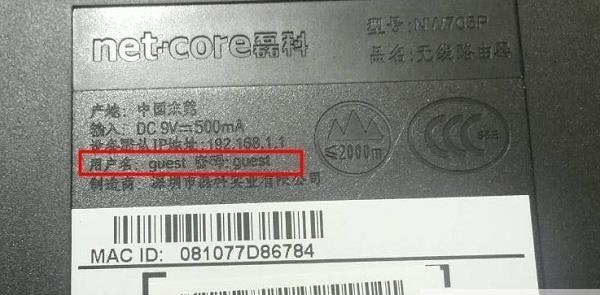 net·core磊科
型号:NW705P
品名:无线路由器
产地: 中国东莞
输入: DC 9V⎓500mA
设备默认IP地址:192.168.1.1
用户名: guest 密码:guest
制造商: 深圳市磊科实业有限公司
≤2000m
CCC
S&E
MAC ID: 081077D86784